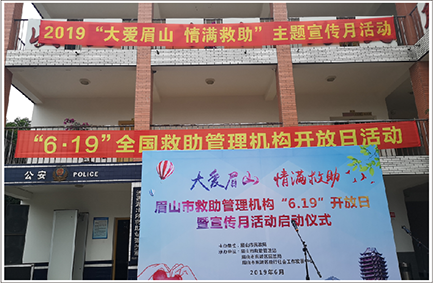 2019 “大爱眉山 情满救助” 主题宣传月活动
“6·19”全国救助管理机构开放日活动
公安 POLICE
大爱眉山 情满救助
眉山市救助管理机构“6.19”开放日
暨宣传月活动启动仪式
2019年6月